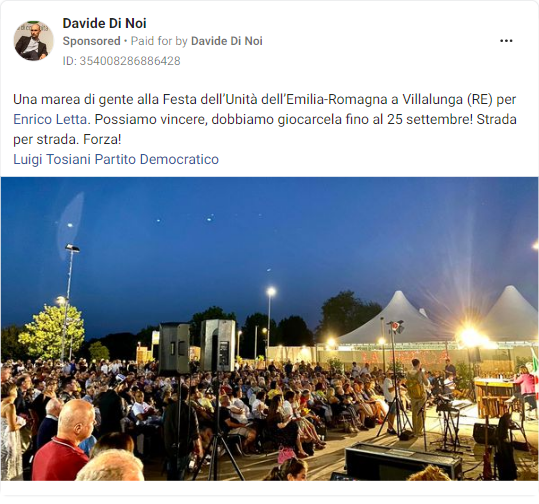 Davide Di Noi
Sponsored • Paid for by Davide Di Noi
ID: 354008286886428
Una marea di gente alla Festa dell'Unità dell'Emilia-Romagna a Villalunga (RE) per
Enrico Letta. Possiamo vincere, dobbiamo giocarcela fino al 25 settembre! Strada
per strada. Forza!
Luigi Tosiani Partito Democratico